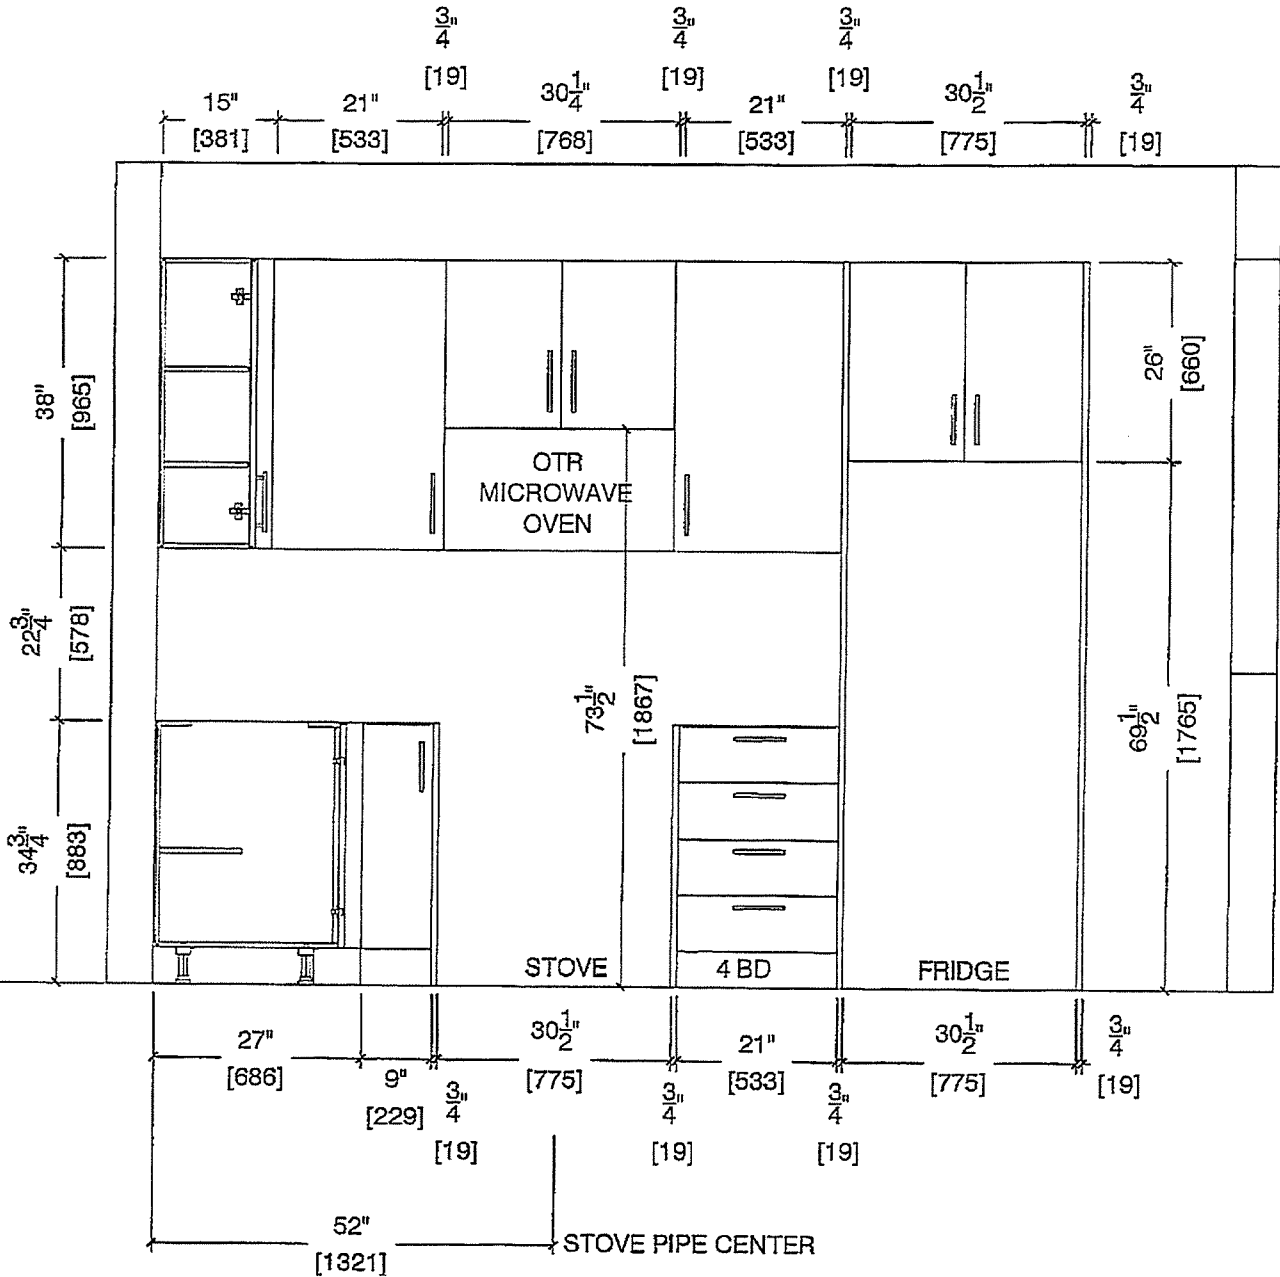 3/4" 3/4" 3/4"
[19] [19] [19]
15" 21" 30 1/4" 21" 30 1/2" 3/4"
[381] [533] [768] [533] [775] [19]
38"
[965]
26"
[660]
OTR
MICROWAVE
OVEN
22 3/4"
[578]
73 1/2"
[1867]
69 1/2"
[1765]
34 3/4"
[883]
STOVE 4 BD FRIDGE
27" 30 1/2" 21" 30 1/2" 3/4"
[686] 9" [775] [533] [775] [19]
[229] 3/4" 3/4" 3/4"
[19] [19] [19]
52"
[1321]
STOVE PIPE CENTER